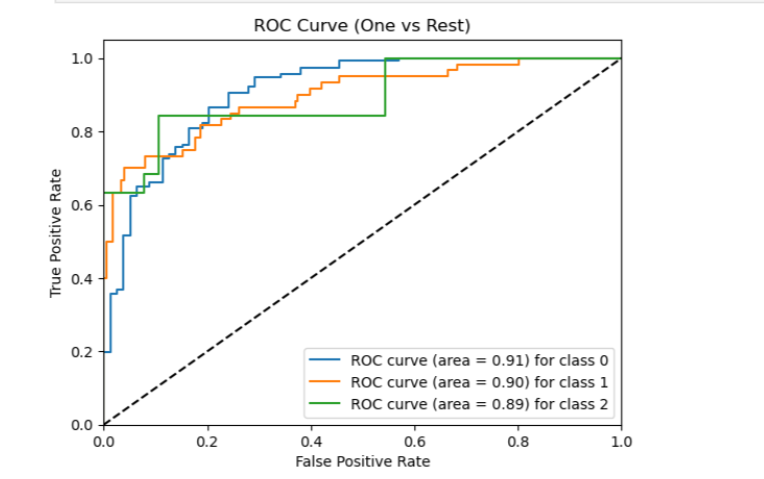 ROC Curve (One vs Rest)
1.0
0.8
0.6
0.4
0.2
0.0
True Positive Rate
ROC curve (area = 0.91) for class 0
ROC curve (area = 0.90) for class 1
ROC curve (area = 0.89) for class 2
0.0 0.2 0.4 0.6 0.8 1.0
False Positive Rate